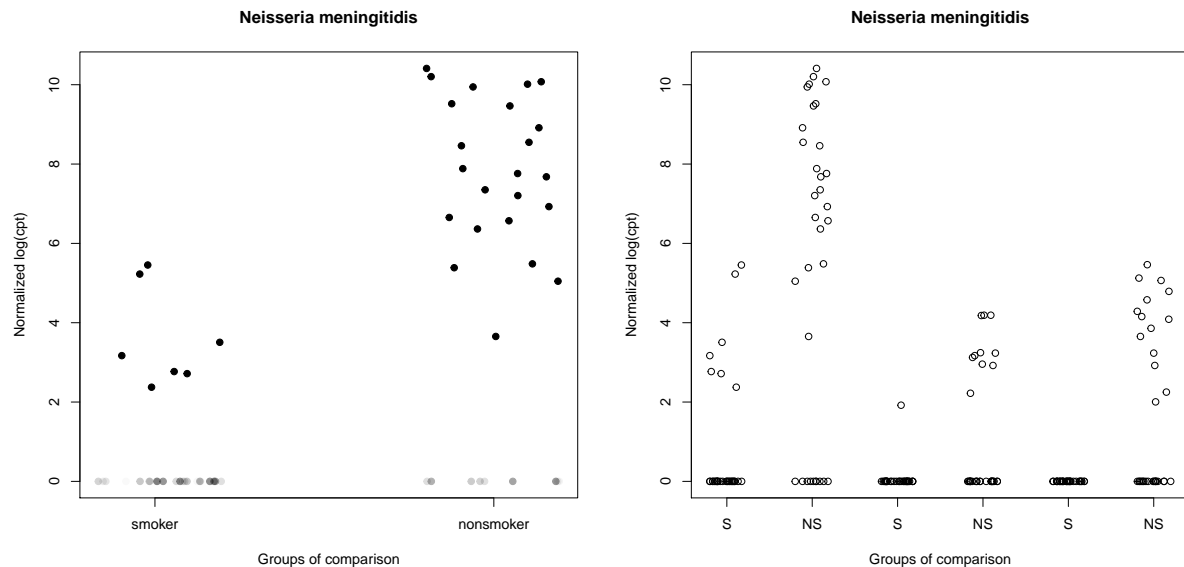 Neisseria meningitidis
Normalized log(cpt)
10
8
6
4
2
0
smoker nonsmoker
Groups of comparison
Neisseria meningitidis
Normalized log(cpt)
10
8
6
4
2
0
S NS S NS S NS
Groups of comparison